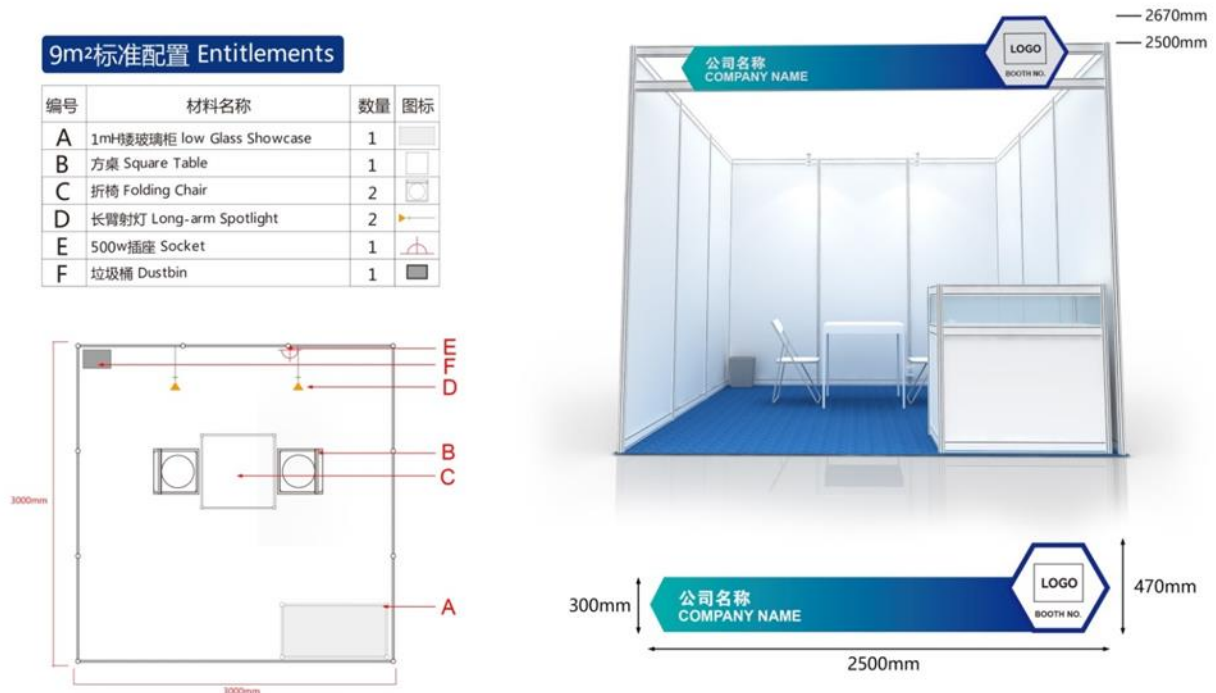 9m²标准配置 Entitlements
编号 材料名称 数量 图标
A 1mH矮玻璃柜 low Glass Showcase 1
B 方桌 Square Table 1
C 折椅 Folding Chair 2
D 长臂射灯 Long-arm Spotlight 2
E 500w插座 Socket 1
F 垃圾桶 Dustbin 1
E
F
D
B
C
A
3000mm
3000mm
2670mm
2500mm
公司名称
COMPANY NAME
LOGO
BOOTH NO.
300mm
公司名称
COMPANY NAME
LOGO
BOOTH NO.
470mm
2500mm